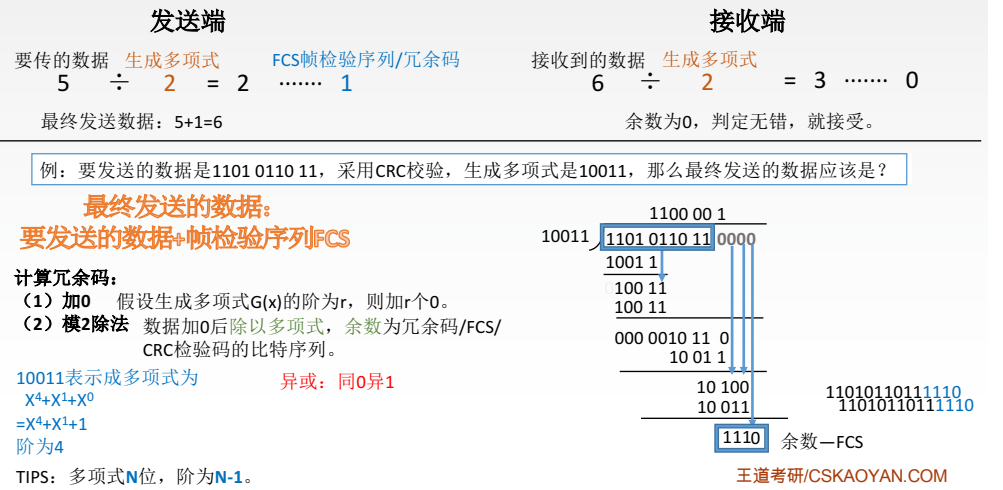 发送端
接收端
要传的数据 生成多项式 FCS帧检验序列/冗余码
5 ÷ 2 = 2 ······· 1
接收到的数据 生成多项式
6 ÷ 2 = 3 ······· 0
最终发送数据：5+1=6
余数为0，判定无错，就接受。
例：要发送的数据是1101 0110 11，采用CRC校验，生成多项式是10011，那么最终发送的数据应该是？
最终发送的数据：
要发送的数据+帧检验序列FCS
计算冗余码：
（1）加0 假设生成多项式G(x)的阶为r，则加r个0。
（2）模2除法 数据加0后除以多项式，余数为冗余码/FCS/
CRC检验码的比特序列。
10011表示成多项式为
X⁴+X¹+X⁰
=X⁴+X¹+1
阶为4
异或：同0异1
TIPS：多项式N位，阶为N-1。
1100 00 1
10011 1101 0110 11 0000
1001 1
0100 11
100 11
000 0010 11 0
10 01 1
10 100
10 011
1110 余数—FCS
11010110111110
11010110111110
王道考研/CSKAOYAN.COM